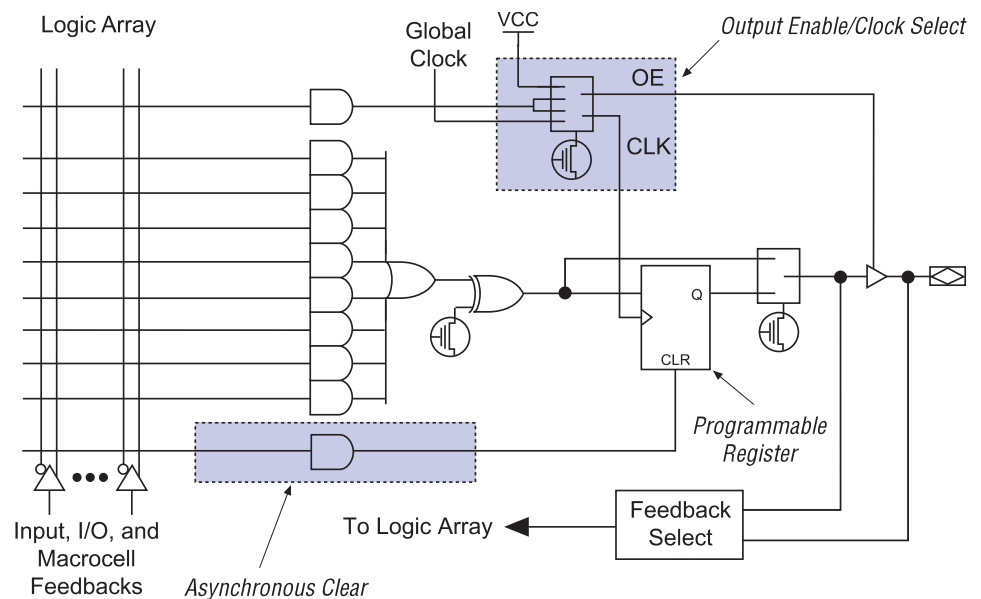 Logic Array
Global
Clock
VCC
Output Enable/Clock Select
OE
CLK
Q
CLR
Programmable
Register
Feedback
Select
To Logic Array
Input, I/O, and
Macrocell
Feedbacks
Asynchronous Clear